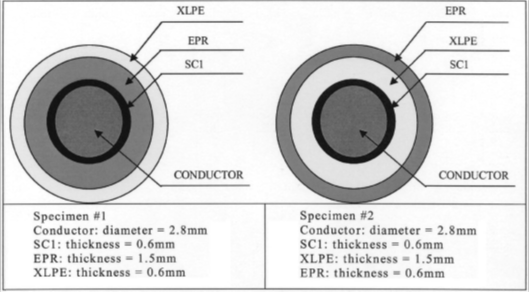 XLPE
EPR
SC1
CONDUCTOR
EPR
XLPE
SC1
CONDUCTOR
Specimen #1
Conductor: diameter = 2.8mm
SC1: thickness = 0.6mm
EPR: thickness = 1.5mm
XLPE: thickness = 0.6mm
Specimen #2
Conductor: diameter = 2.8mm
SC1: thickness = 0.6mm
XLPE: thickness = 1.5mm
EPR: thickness = 0.6mm